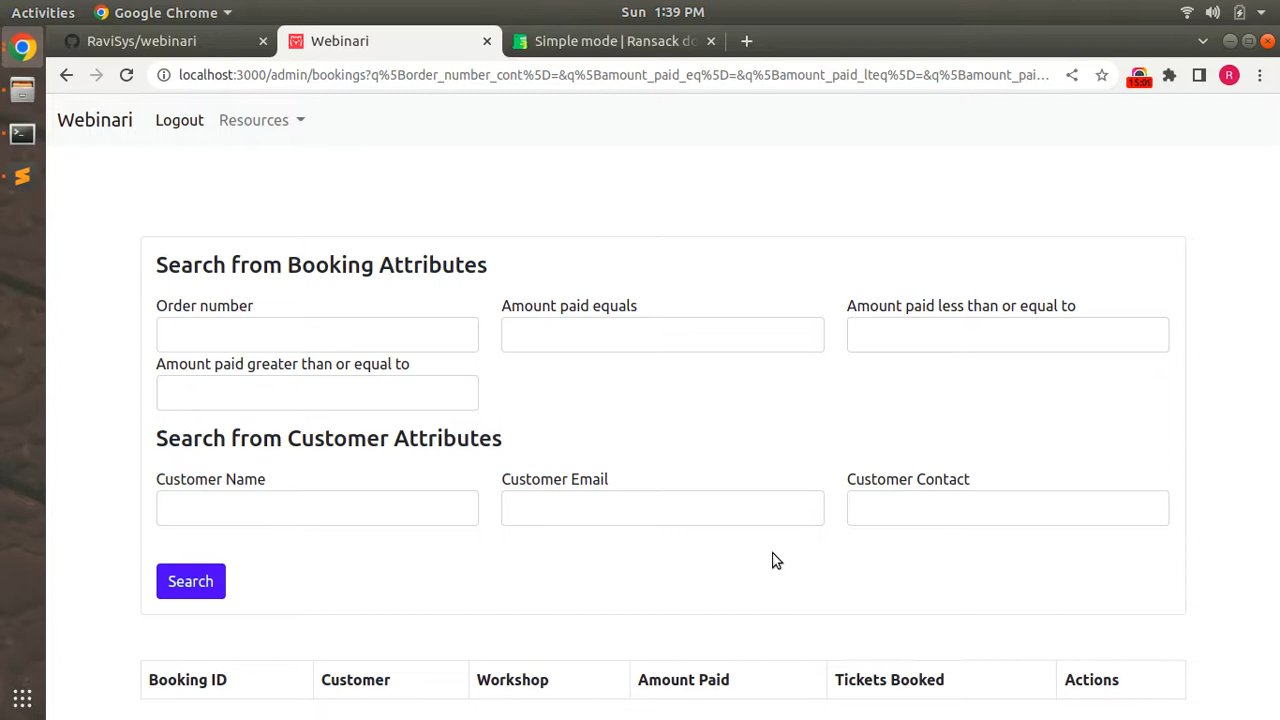 Activities Google Chrome Sun 1:39 PM
RaviSys/webinari Webinari Simple mode | Ransack do
localhost:3000/admin/bookings?q%5Border_number_cont%5D=&q%5Bamount_paid_eq%5D=&q%5Bamount_paid_lteq%5D=&q%5Bamount_pai... 15:05 R
Webinari Logout Resources
Search from Booking Attributes
Order number Amount paid equals Amount paid less than or equal to
Amount paid greater than or equal to
Search from Customer Attributes
Customer Name Customer Email Customer Contact
Search
Booking ID Customer Workshop Amount Paid Tickets Booked Actions